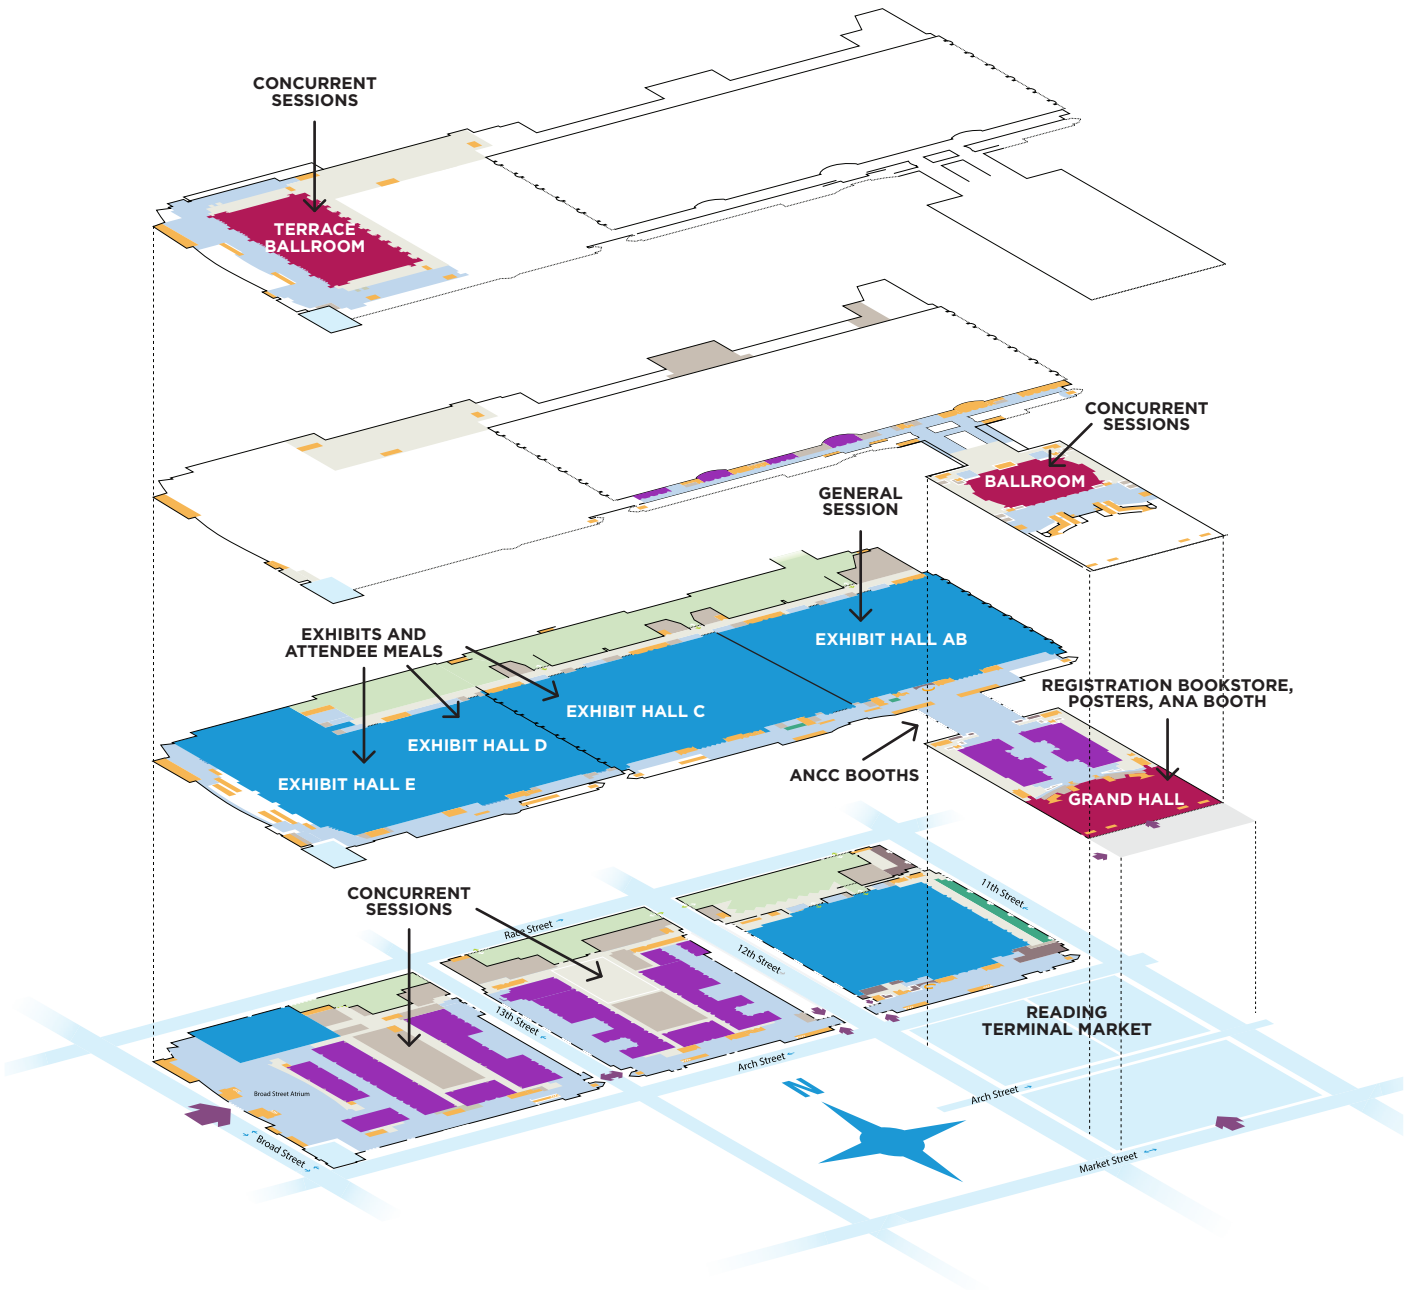 CONCURRENT
SESSIONS
TERRACE
BALLROOM
CONCURRENT
SESSIONS
BALLROOM
GENERAL
SESSION
EXHIBITS AND
ATTENDEE MEALS
EXHIBIT HALL AB
EXHIBIT HALL C
EXHIBIT HALL D
EXHIBIT HALL E
REGISTRATION BOOKSTORE,
POSTERS, ANA BOOTH
ANCC BOOTHS
GRAND HALL
CONCURRENT
SESSIONS
Race Street
11th Street
12th Street
13th Street
READING
TERMINAL MARKET
Arch Street
Arch Street
Broad Street Atrium
Broad Street
Market Street
N